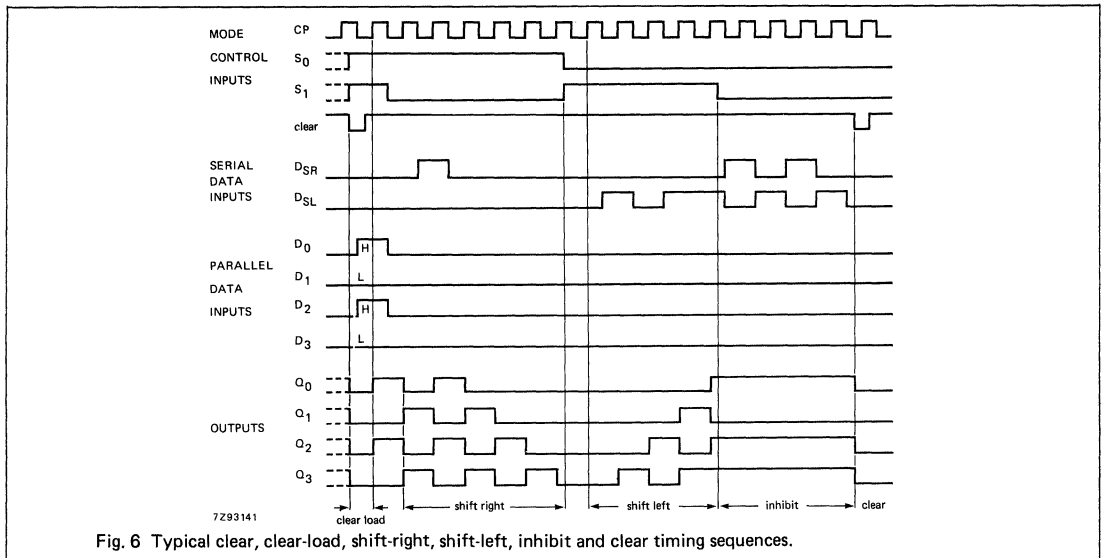 MODE CP
CONTROL S0
INPUTS
S1
clear
SERIAL DSR
DATA
INPUTS DSL
D0 H
PARALLEL
D1 L
DATA
INPUTS D2 H
D3 L
Q0
Q1
OUTPUTS
Q2
Q3
shift right shift left inhibit clear
7Z93141 clear load
Fig. 6 Typical clear, clear-load, shift-right, shift-left, inhibit and clear timing sequences.